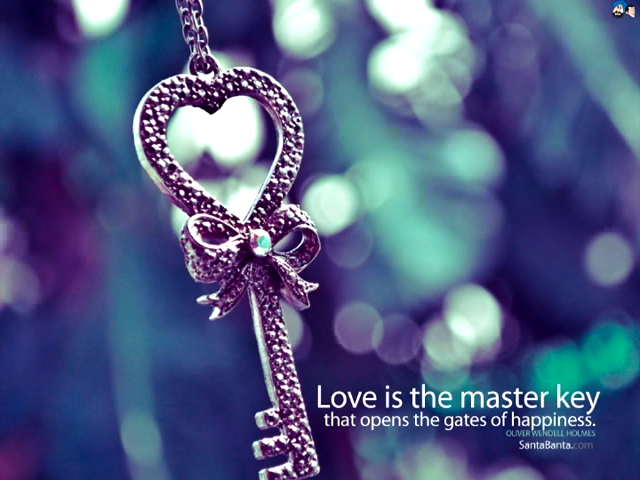 Love is the master key
that opens the gates of happiness.
OLIVER WENDELL HOLMES
SantaBanta.com